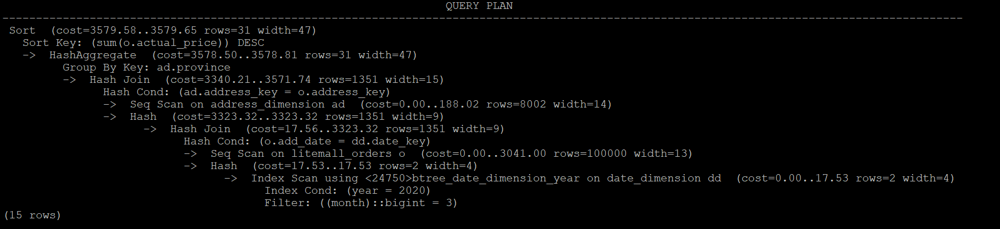 QUERY PLAN
------------------------------------------------------------------------------------------------------------------------------------------------
Sort  (cost=3579.58..3579.65 rows=31 width=47)
  Sort Key: (sum(o.actual_price)) DESC
  ->  HashAggregate  (cost=3578.50..3578.81 rows=31 width=47)
        Group By Key: ad.province
        ->  Hash Join  (cost=3340.21..3571.74 rows=1351 width=15)
              Hash Cond: (ad.address_key = o.address_key)
              ->  Seq Scan on address_dimension ad  (cost=0.00..188.02 rows=8002 width=14)
              ->  Hash  (cost=3323.32..3323.32 rows=1351 width=9)
                    ->  Hash Join  (cost=17.56..3323.32 rows=1351 width=9)
                          Hash Cond: (o.add_date = dd.date_key)
                          ->  Seq Scan on litemall_orders o  (cost=0.00..3041.00 rows=100000 width=13)
                          ->  Hash  (cost=17.53..17.53 rows=2 width=4)
                                ->  Index Scan using <24750>btree_date_dimension_year on date_dimension dd  (cost=0.00..17.53 rows=2 width=4)
                                      Index Cond: (year = 2020)
                                      Filter: ((month)::bigint = 3)
(15 rows)